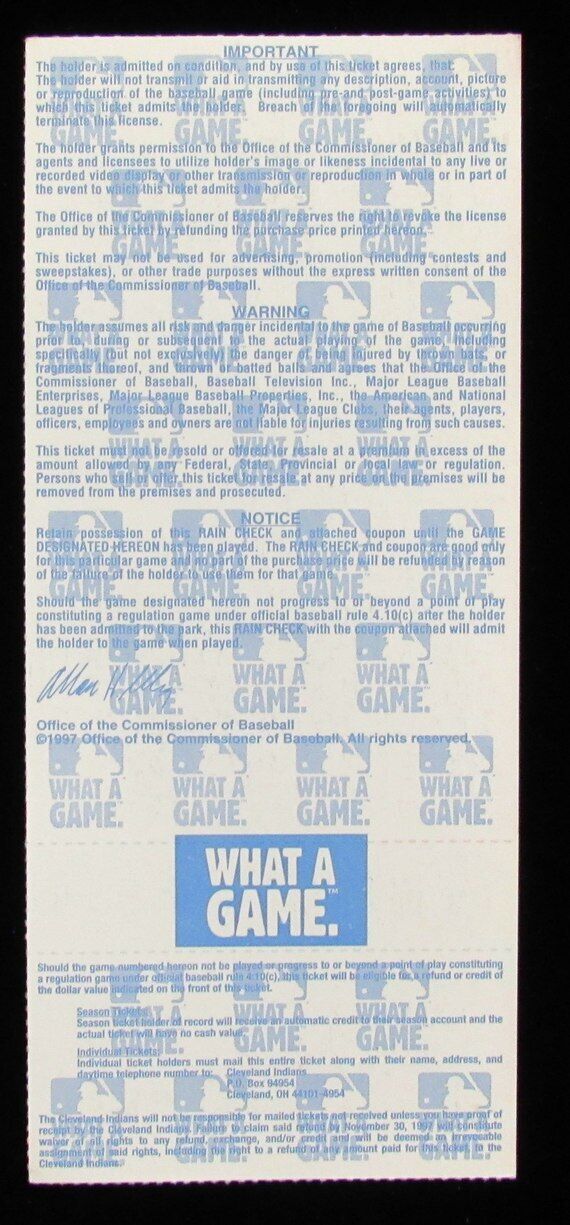 IMPORTANT
The holder is admitted on condition, and by use of this ticket agrees, that:
The holder will not transmit or aid in transmitting any description, account, picture
or reproduction of the baseball game (including pre-and post-game activities) to
which this ticket admits the holder. Breach of the foregoing will automatically
terminate this license.
The holder grants permission to the Office of the Commissioner of Baseball and its
agents and licensees to utilize holder's image or likeness incidental to any live or
recorded video display or other transmission or reproduction in whole or in part of
the event to which this ticket admits the holder.
The Office of the Commissioner of Baseball reserves the right to revoke the license
granted by this ticket by refunding the purchase price printed hereon.
This ticket may not be used for advertising, promotion (including contests and
sweepstakes), or other trade purposes without the express written consent of the
Office of the Commissioner of Baseball.
WARNING
The holder assumes all risk and danger incidental to the game of Baseball occuring
prior to, during or subsequent to the actual playing of the game, including
specifically (but not exclusively) the danger of being injured by thrown bats, or
fragments thereof, and thrown or batted balls and agrees that the Office of the
Commissioner of Baseball, Baseball Television Inc., Major League Baseball
Enterprises, Major League Baseball Properties, Inc., the American and National
Leagues of Professional Baseball, the Major League Clubs, their agents, players,
officers, employees and owners are not liable for injuries resulting from such causes.
This ticket must not be resold or offered for resale at a premium in excess of the
amount allowed by any Federal, State, Provincial or local law or regulation.
Persons who sell or offer this ticket for resale at any price on the premises will be
removed from the premises and prosecuted.
NOTICE
Retain possession of this RAIN CHECK and attached coupon until the GAME
DESIGNATED HEREON has been played. The RAIN CHECK and coupon are good only
for this particular game and no part of the purchase price will be refunded by reason
of the failure of the holder to use them for that game.
Should the game designated hereon not progress to or beyond a point of play
constituting a regulation game under official baseball rule 4.10(c) after the holder
has been admitted to the park, this RAIN CHECK with the coupon attached will admit
the holder to the game when played.
Office of the Commissioner of Baseball
©1997 Office of the Commissioner of Baseball. All rights reserved.
WHAT A WHAT A WHAT A WHAT A
GAME. GAME. GAME. GAME.
WHAT A
GAME.™
Should the game numbered hereon not be played or progress to or beyond a point of play constituting
a regulation game under official baseball rule 4.10(c), this ticket will be eligible for a refund or credit of
the dollar value indicated on the front of this ticket.
Season Tickets:
Season ticket holder of record will receive an automatic credit to their season account and the
actual ticket will have no cash value.
Individual Tickets:
Individual ticket holders must mail this entire ticket along with their name, address, and
daytime telephone number to: Cleveland Indians
P.O. Box 94954
Cleveland, OH 44101-4954
The Cleveland Indians will not be responsible for mailed tickets not received unless you have proof of
receipt by the Cleveland Indians. Failure to claim said refund by November 30, 1997 will constitute
waiver of all rights to any refund, exchange, and/or credit and will be deemed an irrevocable
assignment of said rights, including the right to a refund of any amount paid for this ticket, to the
Cleveland Indians.